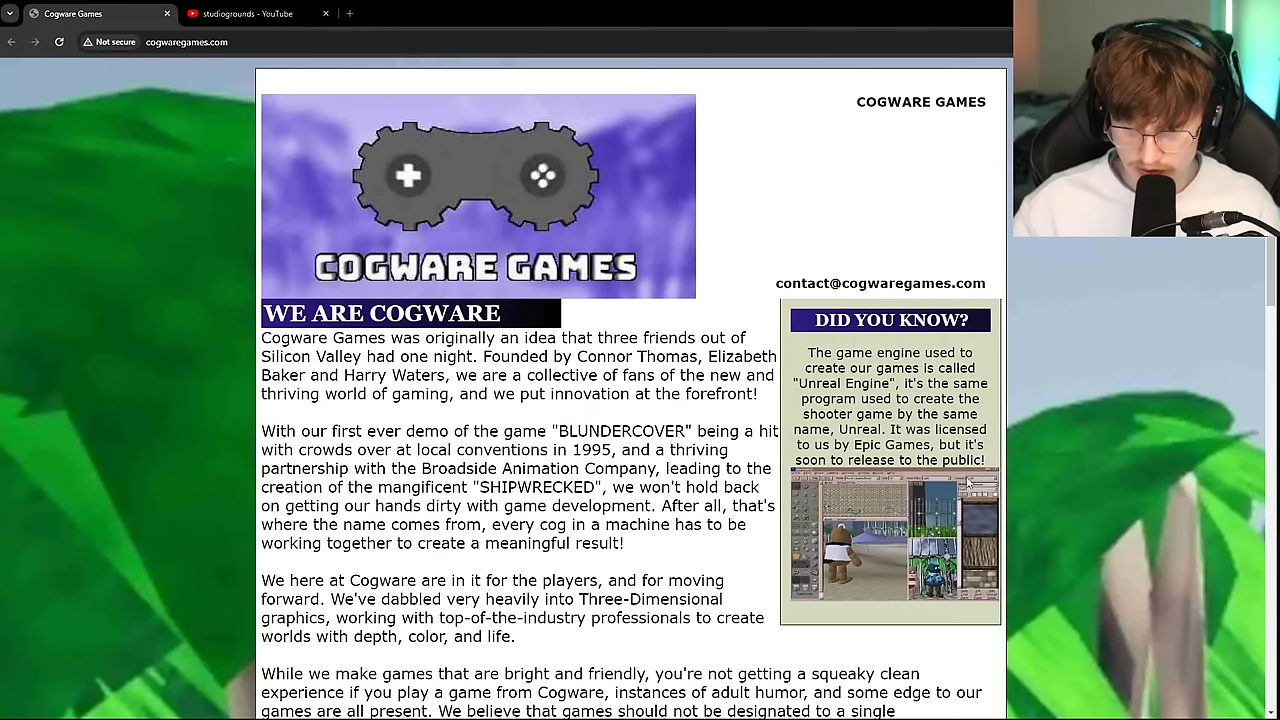 Cogware Games
studiogrounds - YouTube
Not secure
cogwaregames.com
COGWARE GAMES
COGWARE GAMES
contact@cogwaregames.com
WE ARE COGWARE
Cogware Games was originally an idea that three friends out of
Silicon Valley had one night. Founded by Connor Thomas, Elizabeth
Baker and Harry Waters, we are a collective of fans of the new and
thriving world of gaming, and we put innovation at the forefront!
With our first ever demo of the game "BLUNDERCOVER" being a hit
with crowds over at local conventions in 1995, and a thriving
partnership with the Broadside Animation Company, leading to the
creation of the mangificent "SHIPWRECKED", we won't hold back
on getting our hands dirty with game development. After all, that's
where the name comes from, every cog in a machine has to be
working together to create a meaningful result!
We here at Cogware are in it for the players, and for moving
forward. We've dabbled very heavily into Three-Dimensional
graphics, working with top-of-the-industry professionals to create
worlds with depth, color, and life.
While we make games that are bright and friendly, you're not getting a squeaky clean
experience if you play a game from Cogware, instances of adult humor, and some edge to our
games are all present. We believe that games should not be designated to a single
DID YOU KNOW?
The game engine used to
create our games is called
"Unreal Engine", it's the same
program used to create the
shooter game by the same
name, Unreal. It was licensed
to us by Epic Games, but it's
soon to release to the public!